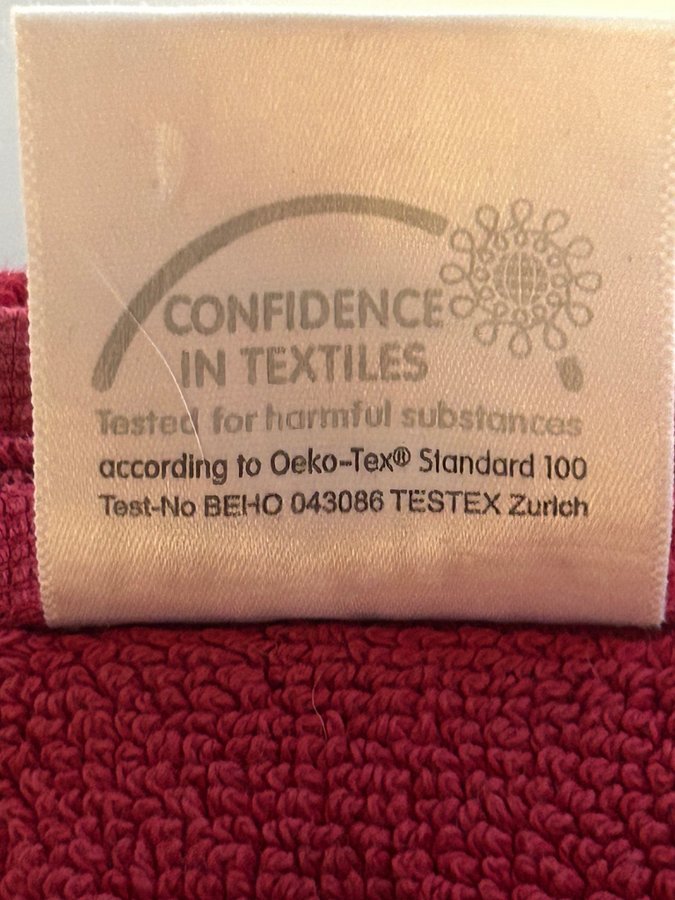 CONFIDENCE
IN TEXTILES
Tested for harmful substances
according to Oeko-Tex® Standard 100
Test-No BEHO 043086 TESTEX Zurich